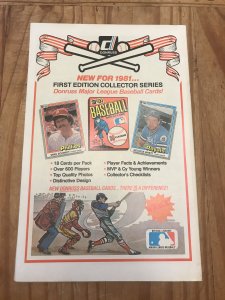 DONRUSS
NEW FOR 1981...
FIRST EDITION COLLECTOR SERIES
Donruss Major League Baseball Cards!
Phillies
BASEBALL
Royals
• 18 Cards per Pack
• Over 600 Players
• Top Quality Photos
• Distinctive Design
• Player Facts & Achievements
• MVP & Cy Young Winners
• Collector's Checklists
NEW DONRUSS BASEBALL CARDS... THERE IS A DIFFERENCE!